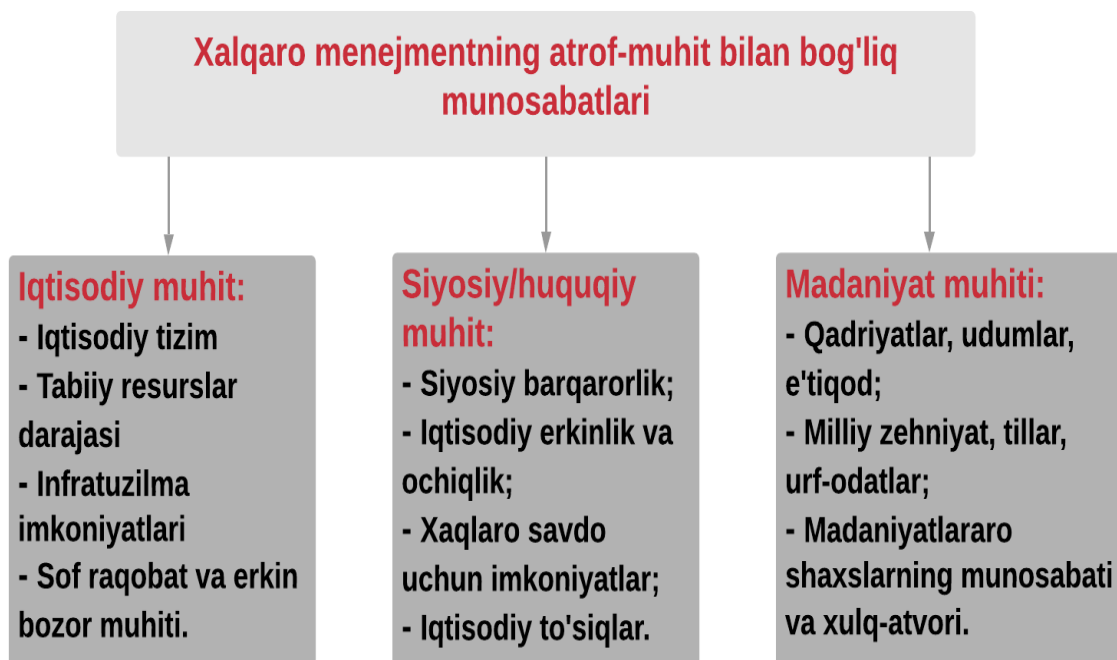 Xalqaro menejmentning atrof-muhit bilan bog'liq
munosabatlari
Iqtisodiy muhit:
- Iqtisodiy tizim
- Tabiiy resurslar
darajasi
- Infratuzilma
imkoniyatlari
- Sof raqobat va erkin
bozor muhiti.
Siyosiy/huquqiy
muhit:
- Siyosiy barqarorlik;
- Iqtisodiy erkinlik va
ochiqlik;
- Xaqlaro savdo
uchun imkoniyatlar;
- Iqtisodiy to'siqlar.
Madaniyat muhiti:
- Qadriyatlar, udumlar,
e'tiqod;
- Milliy zehniyat, tillar,
urf-odatlar;
- Madaniyatlararo
shaxslarning munosabati
va xulq-atvori.